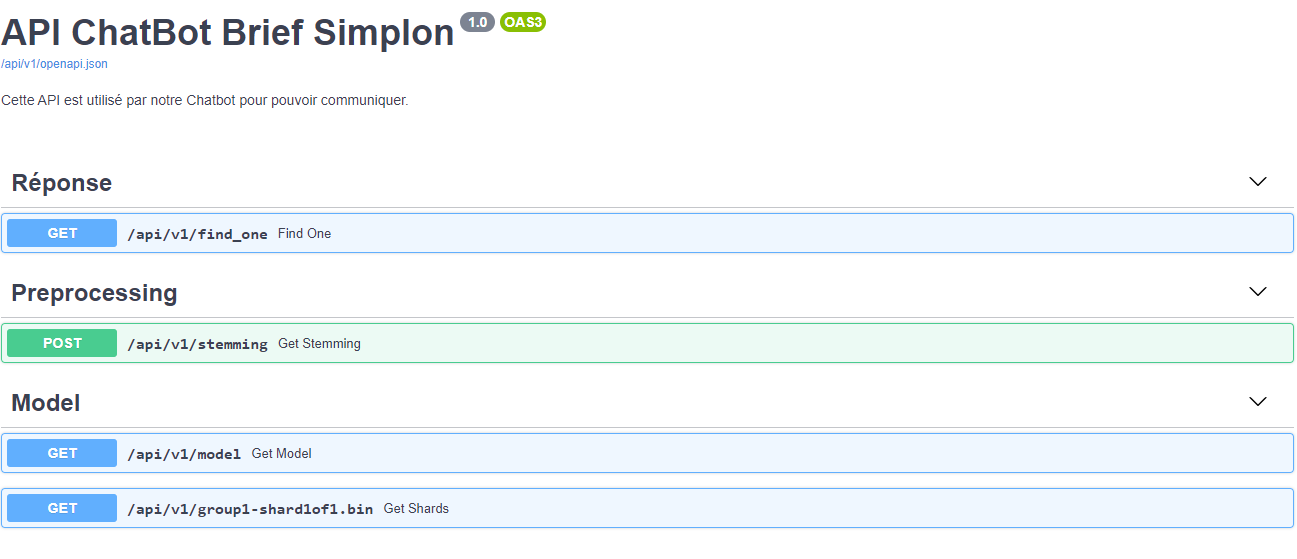 API ChatBot Brief Simplon 1.0 OAS3
/api/v1/openapi.json
Cette API est utilisé par notre Chatbot pour pouvoir communiquer.
Réponse
GET /api/v1/find_one Find One
Preprocessing
POST /api/v1/stemming Get Stemming
Model
GET /api/v1/model Get Model
GET /api/v1/group1-shard1of1.bin Get Shards